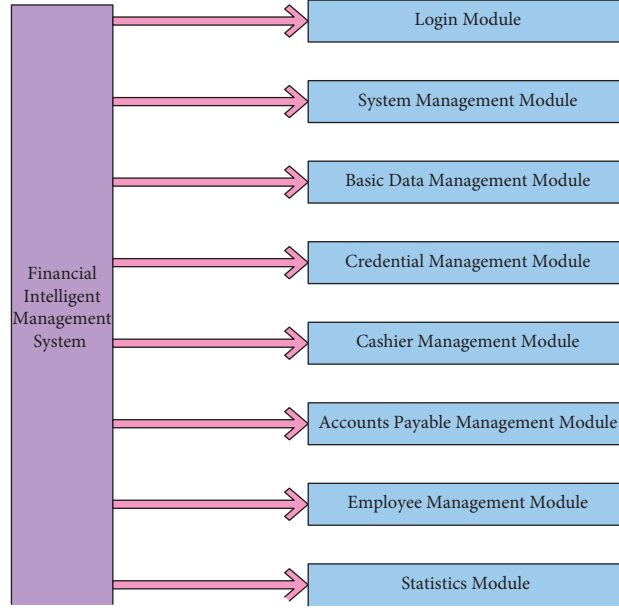 Login Module
System Management Module
Basic Data Management Module
Credential Management Module
Financial
Intelligent
Management
System
Cashier Management Module
Accounts Payable Management Module
Employee Management Module
Statistics Module